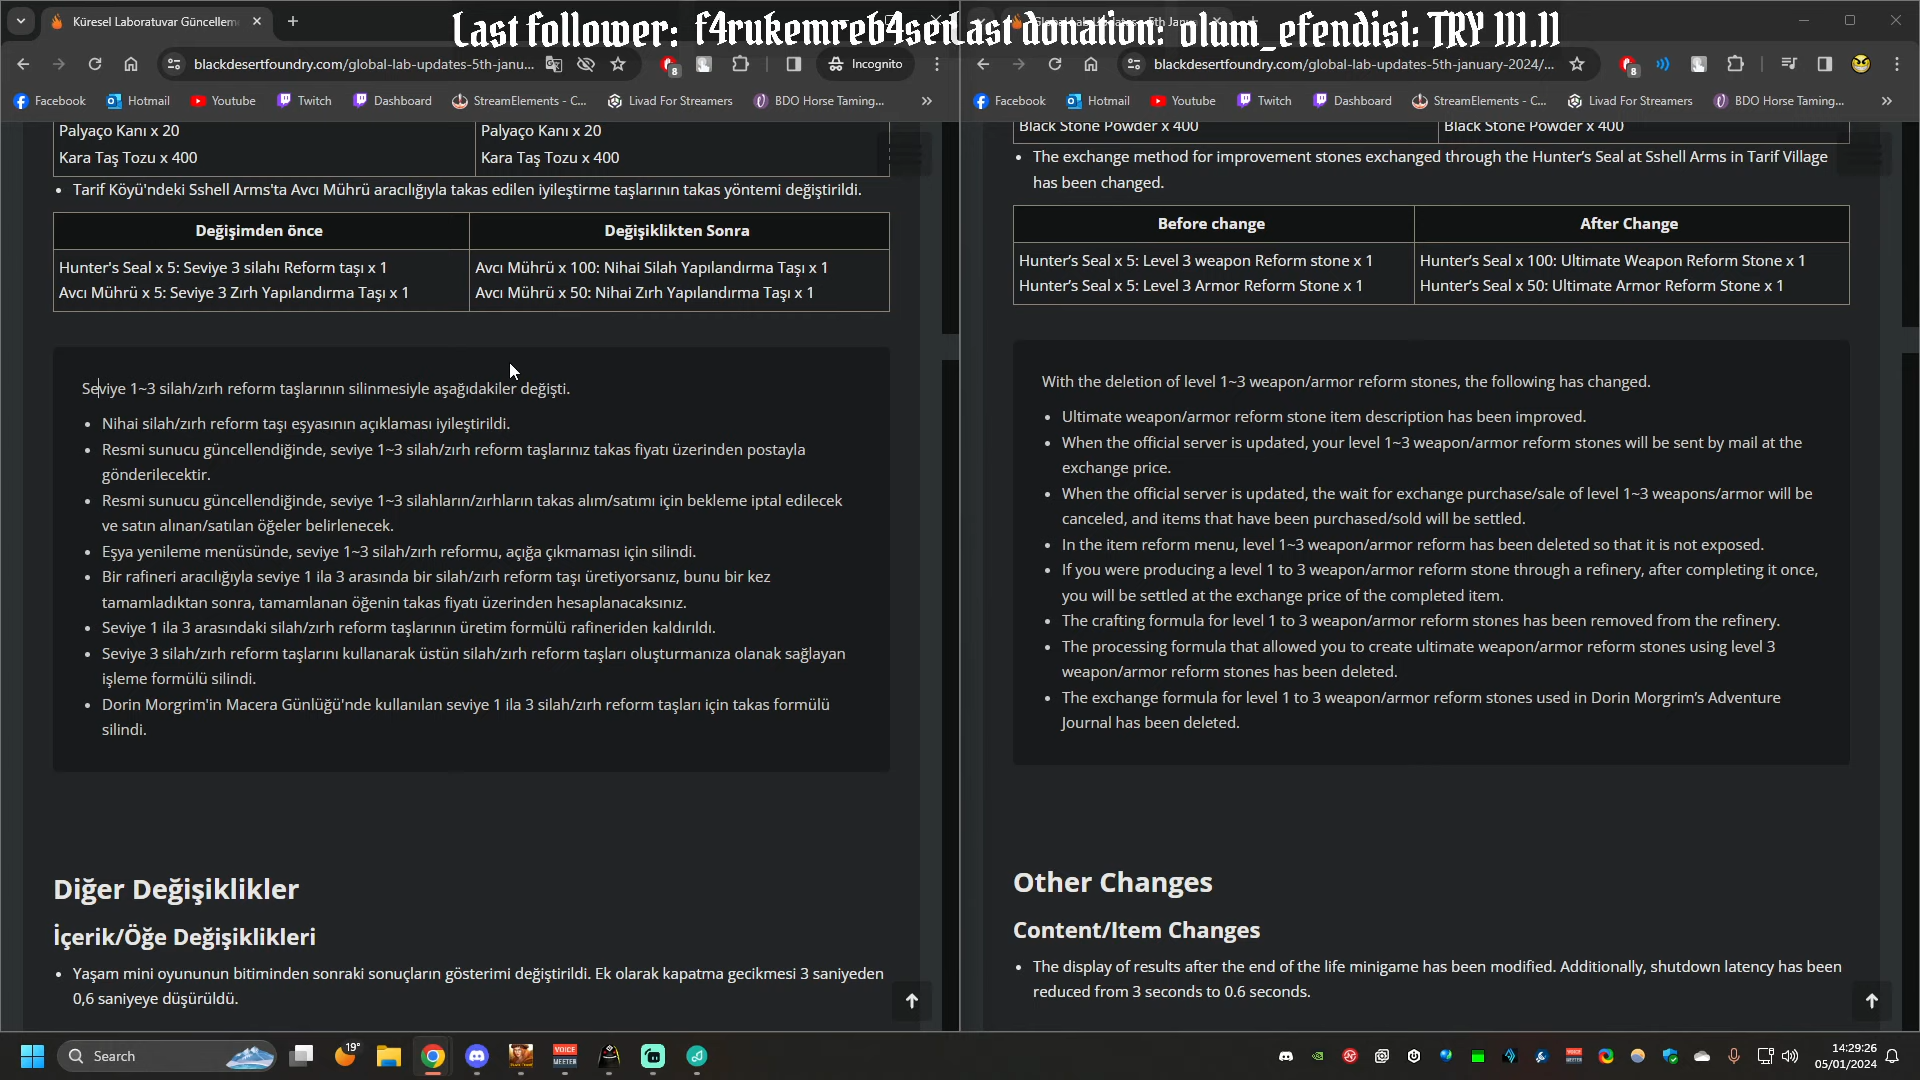 Last follower: f4rukemreb4ser
Last donation: olum_efendisi: TRY 111.11
Küresel Laboratuvar Güncellem
blackdesertfoundry.com/global-lab-updates-5th-janu...
8
Incognito
Facebook
Hotmail
Youtube
Twitch
Dashboard
StreamElements - C...
Livad For Streamers
BDO Horse Taming...
Palyaço Kanı x 20
Palyaço Kanı x 20
Kara Taş Tozu x 400
Kara Taş Tozu x 400
• Tarif Köyü'ndeki Sshell Arms'ta Avcı Mührü aracılığıyla takas edilen iyileştirme taşlarının takas yöntemi değiştirildi.
Değişimden önce
Değişiklikten Sonra
Hunter's Seal x 5: Seviye 3 silahı Reform taşı x 1
Avcı Mührü x 5: Seviye 3 Zırh Yapılandırma Taşı x 1
Avcı Mührü x 100: Nihai Silah Yapılandırma Taşı x 1
Avcı Mührü x 50: Nihai Zırh Yapılandırma Taşı x 1
Seviye 1~3 silah/zırh reform taşlarının silinmesiyle aşağıdakiler değişti.
• Nihai silah/zırh reform taşı eşyasının açıklaması iyileştirildi.
• Resmi sunucu güncellendiğinde, seviye 1~3 silah/zırh reform taşlarınız takas fiyatı üzerinden postayla
gönderilecektir.
• Resmi sunucu güncellendiğinde, seviye 1~3 silahların/zırhların takas alım/satımı için bekleme iptal edilecek
ve satın alınan/satılan öğeler belirlenecek.
• Eşya yenileme menüsünde, seviye 1~3 silah/zırh reformu, açığa çıkmaması için silindi.
• Bir rafineri aracılığıyla seviye 1 ila 3 arasında bir silah/zırh reform taşı üretiyorsanız, bunu bir kez
tamamladıktan sonra, tamamlanan öğenin takas fiyatı üzerinden hesaplanacaksınız.
• Seviye 1 ila 3 arasındaki silah/zırh reform taşlarının üretim formülü rafineriden kaldırıldı.
• Seviye 3 silah/zırh reform taşlarını kullanarak üstün silah/zırh reform taşları oluşturmanıza olanak sağlayan
işleme formülü silindi.
• Dorin Morgrim'in Macera Günlüğü'nde kullanılan seviye 1 ila 3 silah/zırh reform taşları için takas formülü
silindi.
Diğer Değişiklikler
İçerik/Öğe Değişiklikleri
• Yaşam mini oyununun bitiminden sonraki sonuçların gösterimi değiştirildi. Ek olarak kapatma gecikmesi 3 saniyeden
0,6 saniyeye düşürüldü.
blackdesertfoundry.com/global-lab-updates-5th-january-2024/...
8
Facebook
Hotmail
Youtube
Twitch
Dashboard
StreamElements - C...
Livad For Streamers
BDO Horse Taming...
Black Stone Powder x 400
Black Stone Powder x 400
• The exchange method for improvement stones exchanged through the Hunter’s Seal at Sshell Arms in Tarif Village
has been changed.
Before change
After Change
Hunter’s Seal x 5: Level 3 weapon Reform stone x 1
Hunter’s Seal x 5: Level 3 Armor Reform Stone x 1
Hunter’s Seal x 100: Ultimate Weapon Reform Stone x 1
Hunter’s Seal x 50: Ultimate Armor Reform Stone x 1
With the deletion of level 1~3 weapon/armor reform stones, the following has changed.
• Ultimate weapon/armor reform stone item description has been improved.
• When the official server is updated, your level 1~3 weapon/armor reform stones will be sent by mail at the
exchange price.
• When the official server is updated, the wait for exchange purchase/sale of level 1~3 weapons/armor will be
canceled, and items that have been purchased/sold will be settled.
• In the item reform menu, level 1~3 weapon/armor reform has been deleted so that it is not exposed.
• If you were producing a level 1 to 3 weapon/armor reform stone through a refinery, after completing it once,
you will be settled at the exchange price of the completed item.
• The crafting formula for level 1 to 3 weapon/armor reform stones has been removed from the refinery.
• The processing formula that allowed you to create ultimate weapon/armor reform stones using level 3
weapon/armor reform stones has been deleted.
• The exchange formula for level 1 to 3 weapon/armor reform stones used in Dorin Morgrim’s Adventure
Journal has been deleted.
Other Changes
Content/Item Changes
• The display of results after the end of the life minigame has been modified. Additionally, shutdown latency has been
reduced from 3 seconds to 0.6 seconds.
Search
19°
VOICE
MEETER
14:29:26
05/01/2024